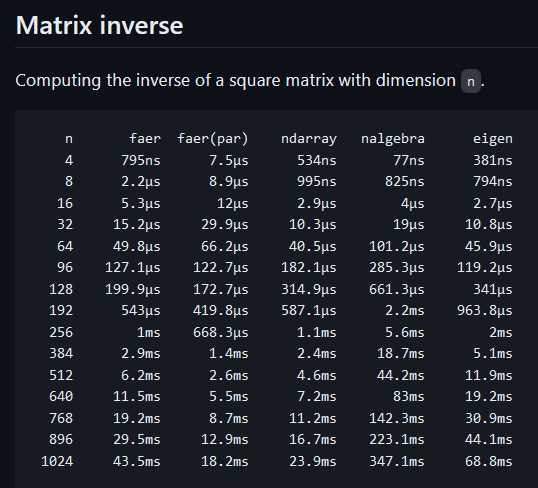 Matrix inverse
Computing the inverse of a square matrix with dimension n.
n faer faer(par) ndarray nalgebra eigen
4 795ns 7.5µs 534ns 77ns 381ns
8 2.2µs 8.9µs 995ns 825ns 794ns
16 5.3µs 12µs 2.9µs 4µs 2.7µs
32 15.2µs 29.9µs 10.3µs 19µs 10.8µs
64 49.8µs 66.2µs 40.5µs 101.2µs 45.9µs
96 127.1µs 122.7µs 182.1µs 285.3µs 119.2µs
128 199.9µs 172.7µs 314.9µs 661.3µs 341µs
192 543µs 419.8µs 587.1µs 2.2ms 963.8µs
256 1ms 668.3µs 1.1ms 5.6ms 2ms
384 2.9ms 1.4ms 2.4ms 18.7ms 5.1ms
512 6.2ms 2.6ms 4.6ms 44.2ms 11.9ms
640 11.5ms 5.5ms 7.2ms 83ms 19.2ms
768 19.2ms 8.7ms 11.2ms 142.3ms 30.9ms
896 29.5ms 12.9ms 16.7ms 223.1ms 44.1ms
1024 43.5ms 18.2ms 23.9ms 347.1ms 68.8ms